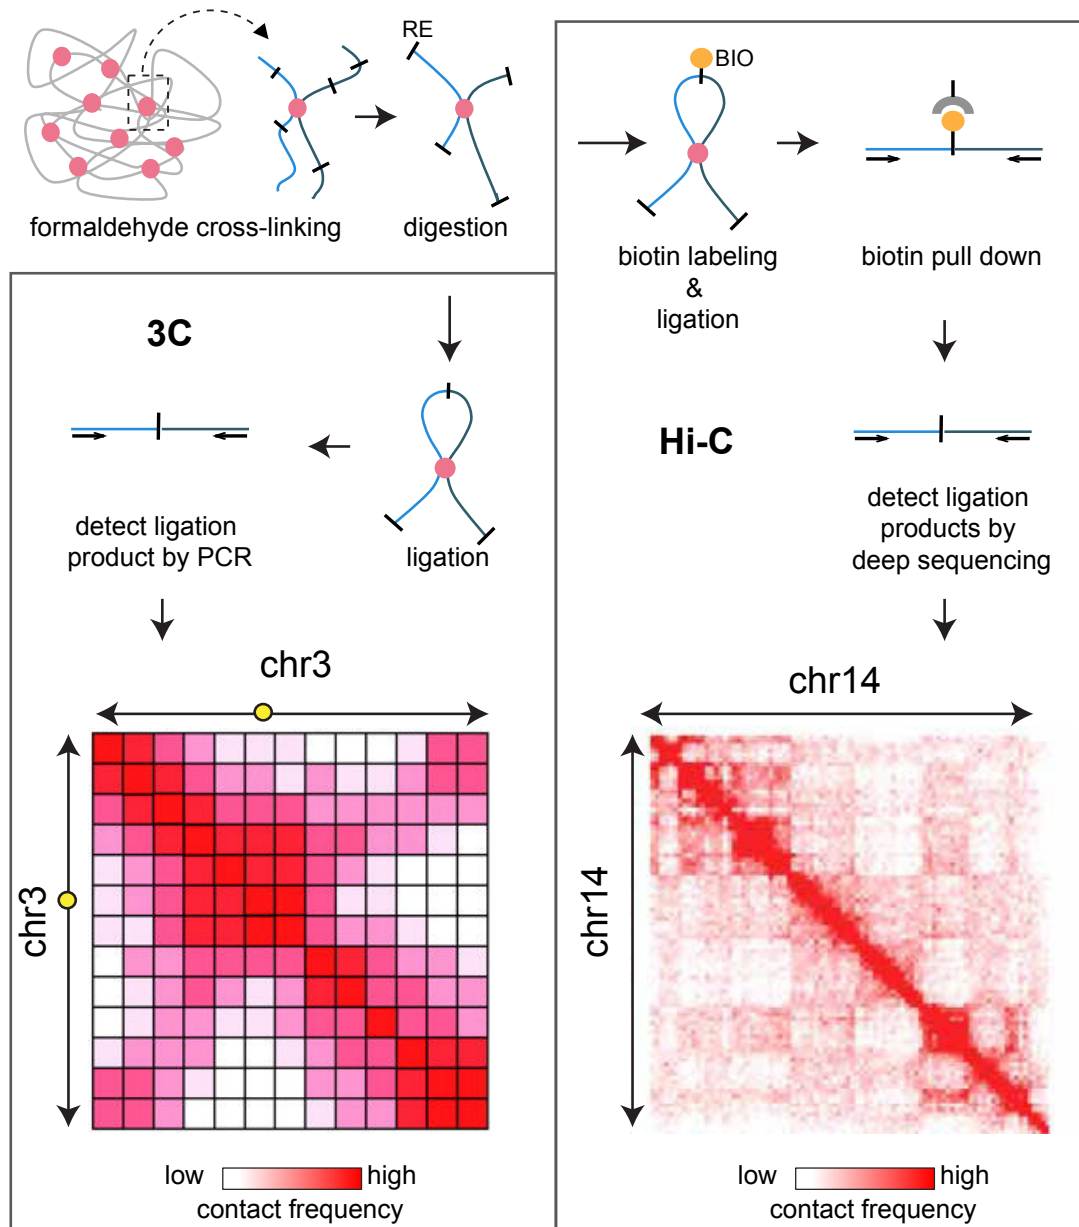 RE
formaldehyde cross-linking
digestion
BIO
biotin labeling
&
ligation
biotin pull down
3C
detect ligation
product by PCR
ligation
chr3
chr3
low
high
contact frequency
Hi-C
detect ligation
products by
deep sequencing
chr14
chr14
low
high
contact frequency